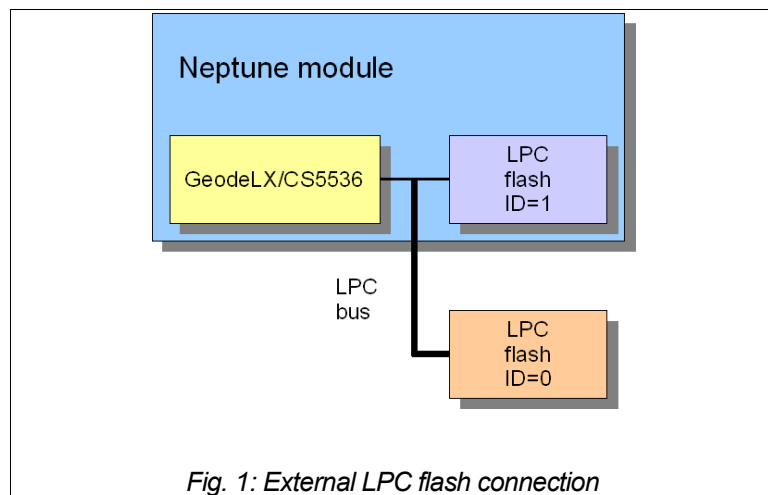 Neptune module
GeodeLX/CS5536
LPC
flash
ID=1
LPC
bus
LPC
flash
ID=0
Fig. 1: External LPC flash connection